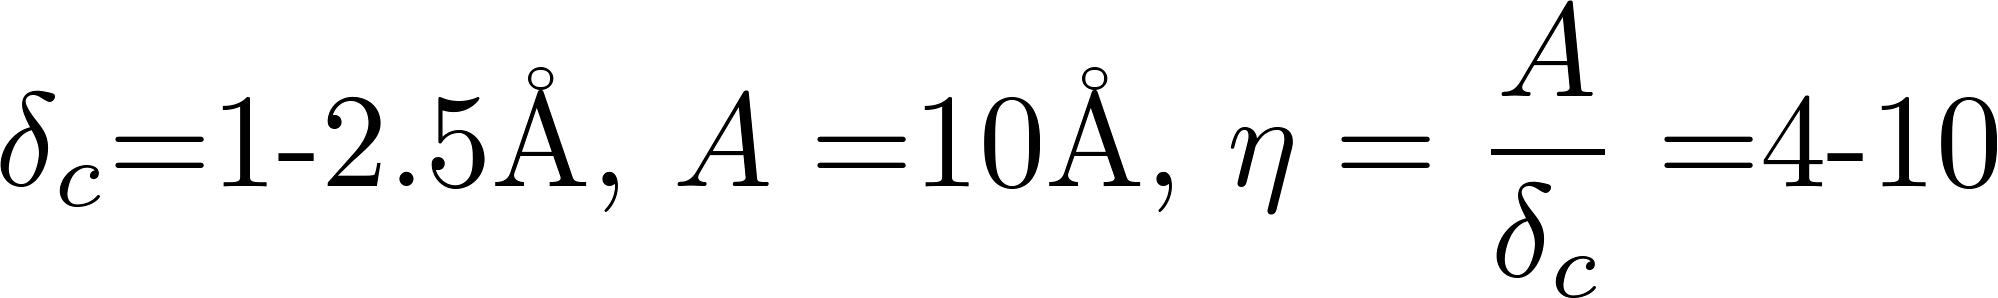 δ_c=1-2.5Å, A =10Å, η = A/δ_c =4-10